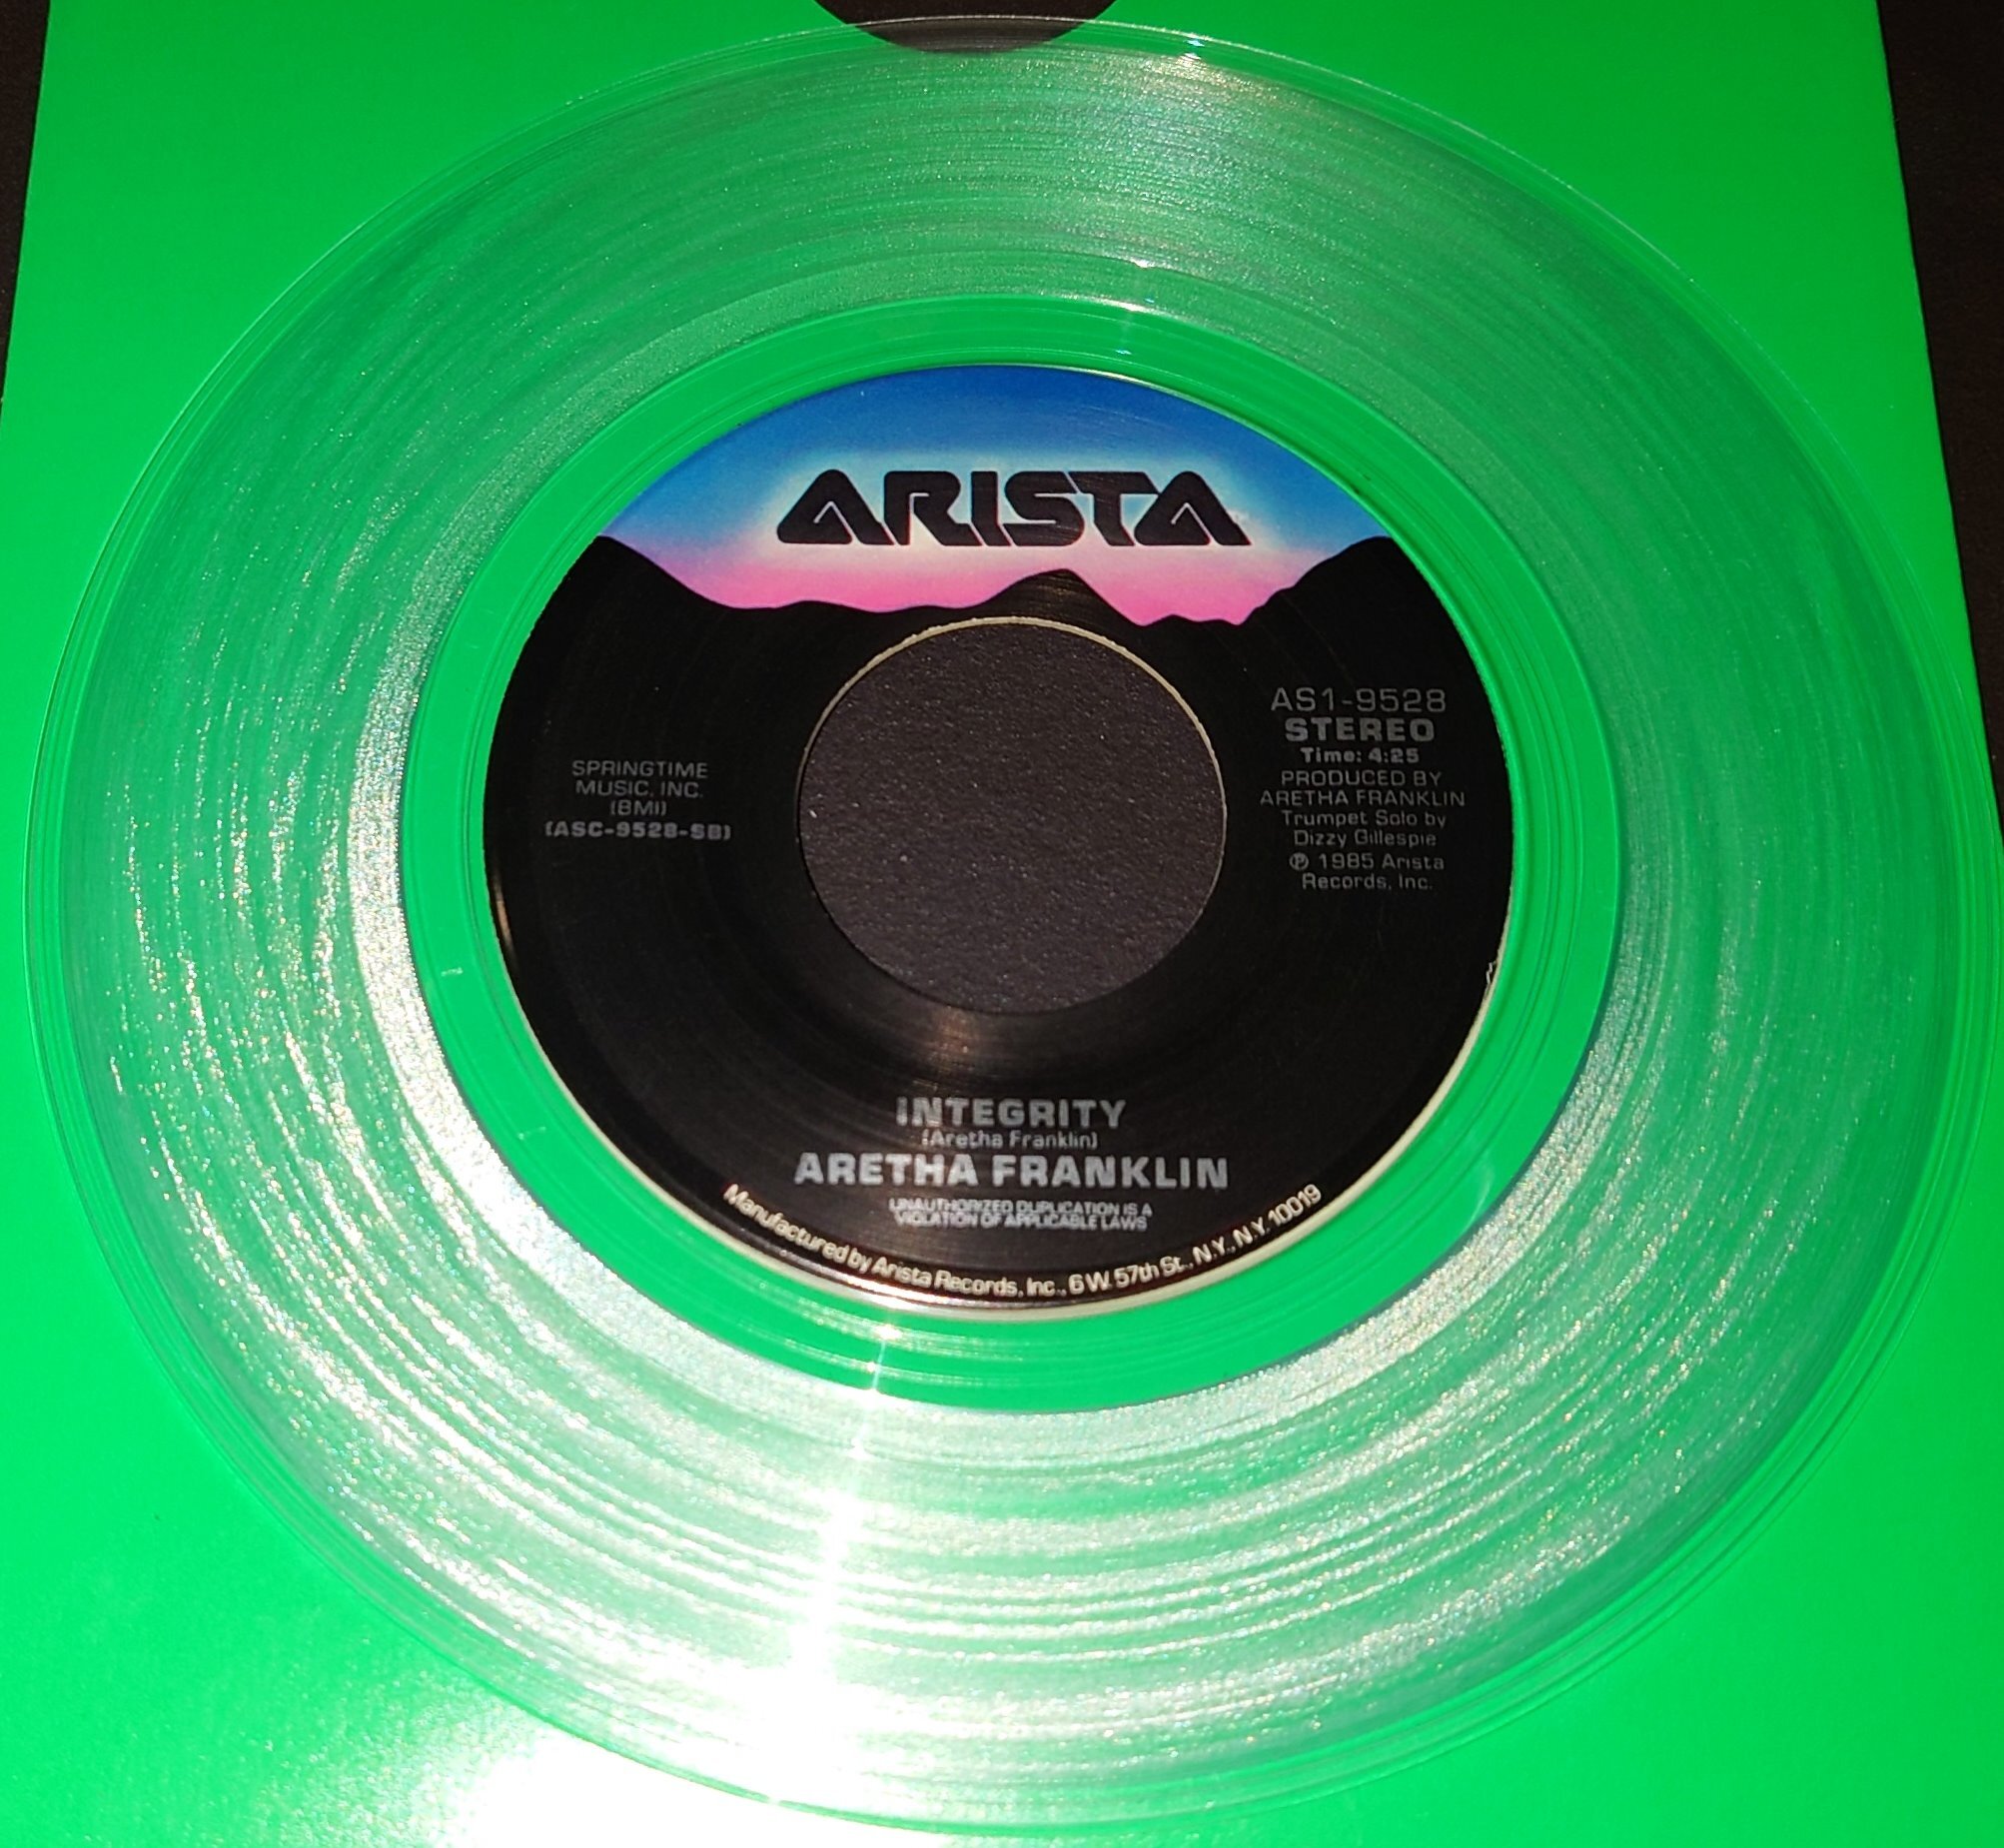 ARISTA
SPRINGTIME
MUSIC, INC.
(BMI)
(ASC-9528-SB)
AS1-9528
STEREO
Time: 4:25
PRODUCED BY
ARETHA FRANKLIN
Trumpet Solo by
Dizzy Gillespie
℗ 1985 Arista
Records, Inc.
INTEGRITY
(Aretha Franklin)
ARETHA FRANKLIN
UNAUTHORIZED DUPLICATION IS A
VIOLATION OF APPLICABLE LAWS
Manufactured by Arista Records, Inc., 6 W. 57th St., N.Y., N.Y. 10019